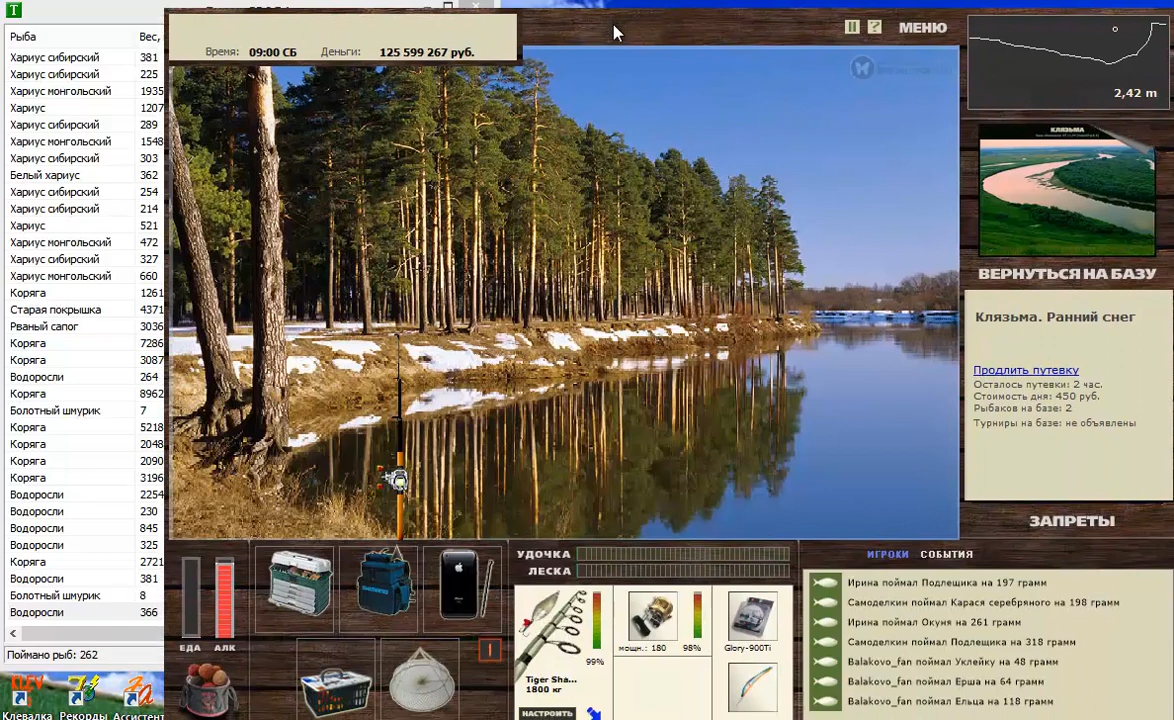 T
Рыба Вес,
Хариус сибирский 381
Хариус сибирский 225
Хариус монгольский 1935
Хариус 1207
Хариус сибирский 289
Хариус монгольский 1548
Хариус сибирский 303
Белый хариус 362
Хариус сибирский 254
Хариус сибирский 214
Хариус 521
Хариус монгольский 472
Хариус сибирский 327
Хариус монгольский 660
Коряга 1261
Старая покрышка 4371
Рваный сапог 3036
Коряга 7286
Коряга 3087
Водоросли 264
Коряга 8962
Болотный шмурик 7
Коряга 5218
Коряга 2048
Коряга 2090
Коряга 3196
Водоросли 2254
Водоросли 230
Водоросли 845
Водоросли 325
Коряга 2721
Водоросли 381
Болотный шмурик 8
Водоросли 366
Поймано рыб: 262
Клевалка Рекорды Ассистент
Время: 09:00 СБ Деньги: 125 599 267 руб.
? МЕНЮ
2,42 m
КЛЯЗЬМА
ВЕРНУТЬСЯ НА БАЗУ
Клязьма. Ранний снег
Продлить путевку
Осталось путевки: 2 час.
Стоимость дня: 450 руб.
Рыбаков на базе: 2
Турниры на базе: не объявлены
ЗАПРЕТЫ
ЕДА АЛК
УДОЧКА
ЛЕСКА
99%
Tiger Sha...
1800 кг
НАСТРОИТЬ
мощн.: 180 98%
Glory-900Ti
ИГРОКИ СОБЫТИЯ
Ирина поймал Подлещика на 197 грамм
Самоделкин поймал Карася серебряного на 198 грамм
Ирина поймал Окуня на 261 грамм
Самоделкин поймал Подлещика на 318 грамм
Balakovo_fan поймал Уклейку на 48 грамм
Balakovo_fan поймал Ерша на 64 грамм
Balakovo_fan поймал Ельца на 118 грамм